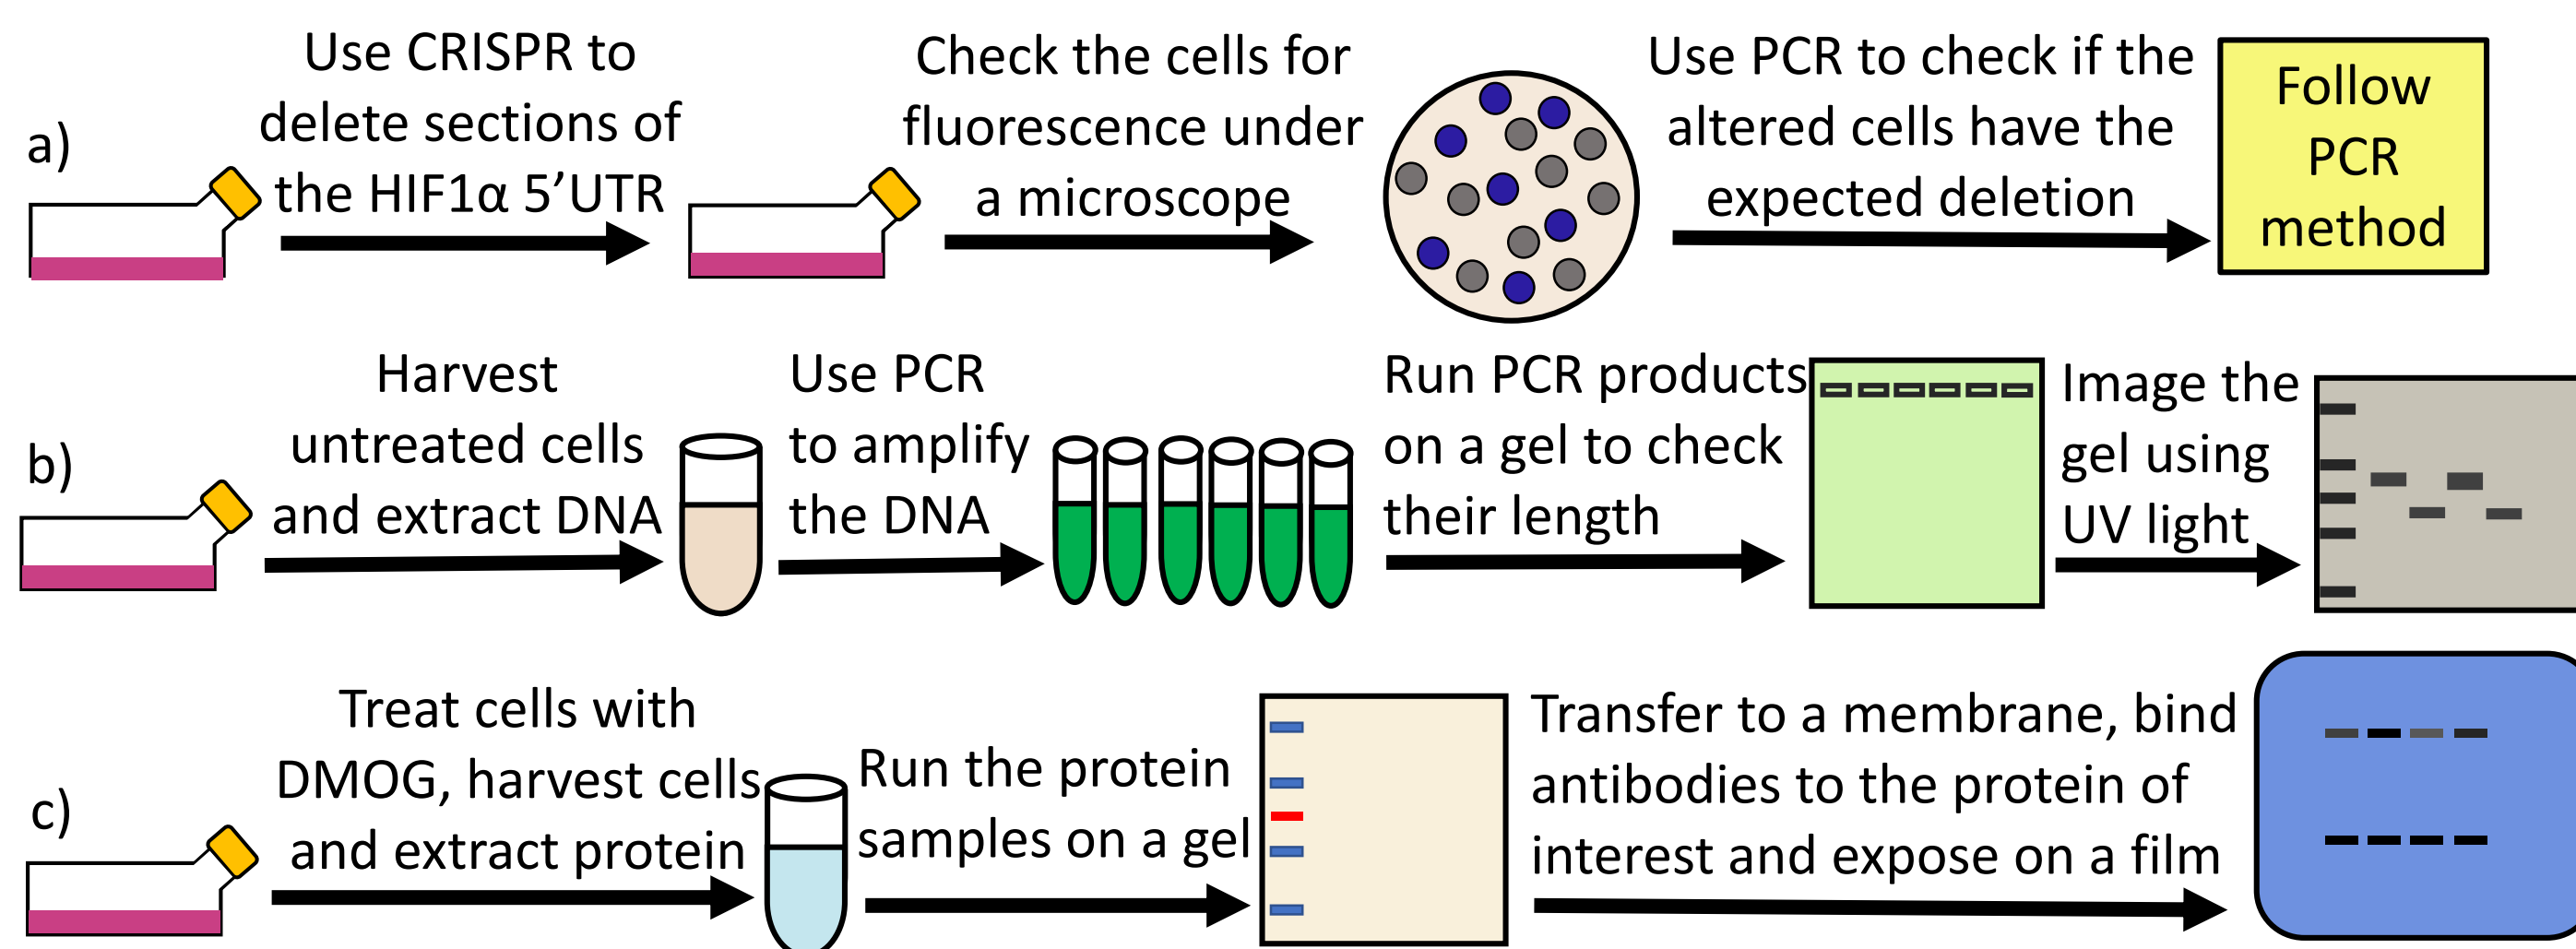 a)
Use CRISPR to
delete sections of
the HIF1α 5’UTR
Check the cells for
fluorescence under
a microscope
Use PCR to check if the
altered cells have the
expected deletion
Follow
PCR
method
b)
Harvest
untreated cells
and extract DNA
Use PCR
to amplify
the DNA
Run PCR products
on a gel to check
their length
Image the
gel using
UV light
c)
Treat cells with
DMOG, harvest cells
and extract protein
Run the protein
samples on a gel
Transfer to a membrane, bind
antibodies to the protein of
interest and expose on a film